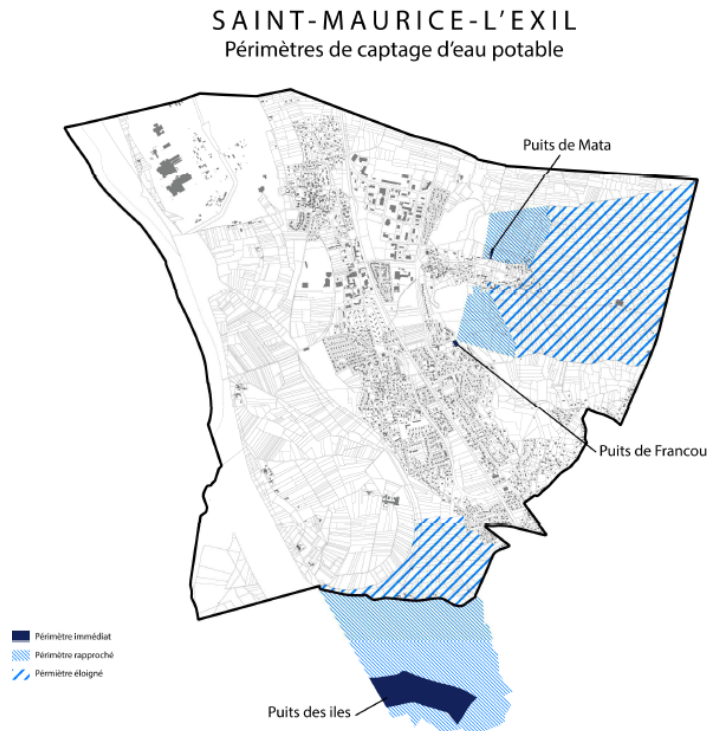 SAINT-MAURICE-L'EXIL
Périmètres de captage d'eau potable
Puits de Mata
Puits de Francou
Périmètre immédiat
Périmètre rapproché
Pérmiètre éloigné
Puits des iles